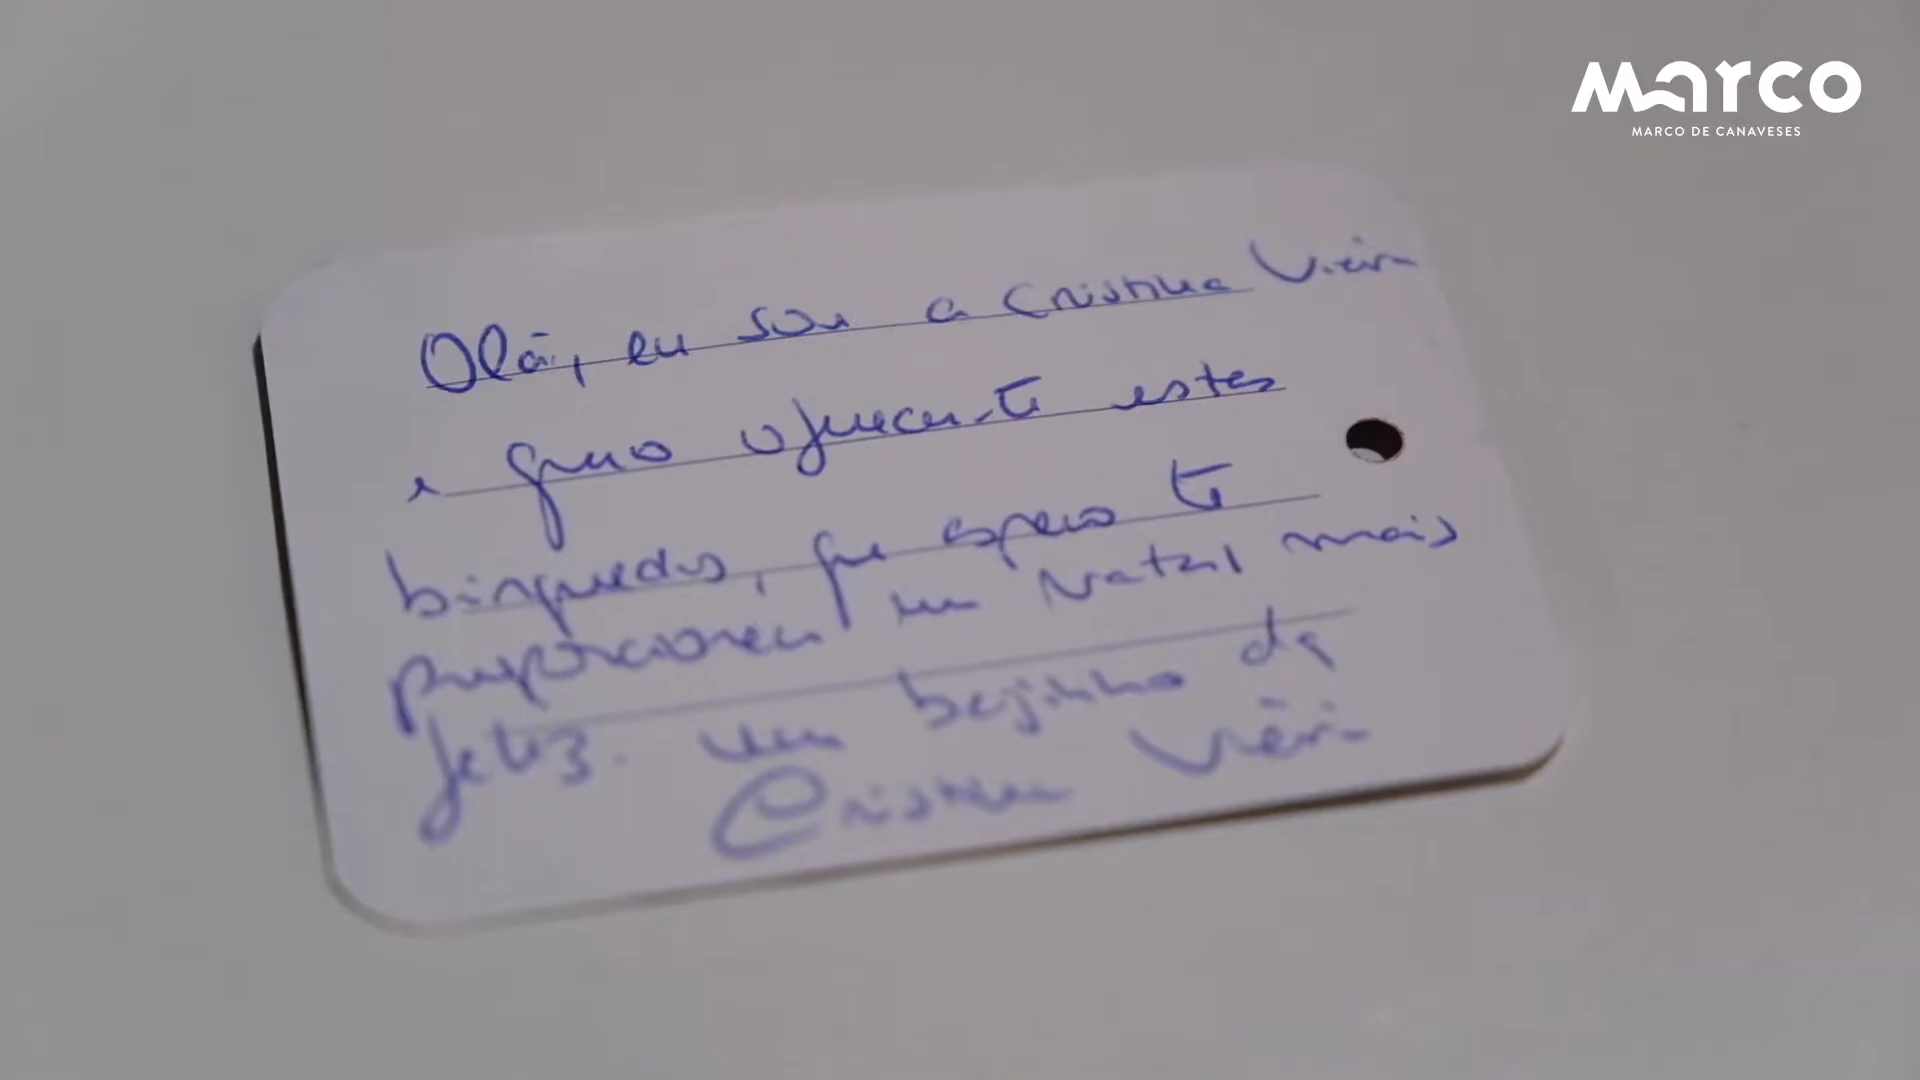 marco
MARCO DE CANAVESES
Olá, eu sou a Cristina Vieira
e quero oferecer-te estes
brinquedos, que espero te
proporcionem um Natal mais
feliz. Um beijinho da
Cristina Vieira